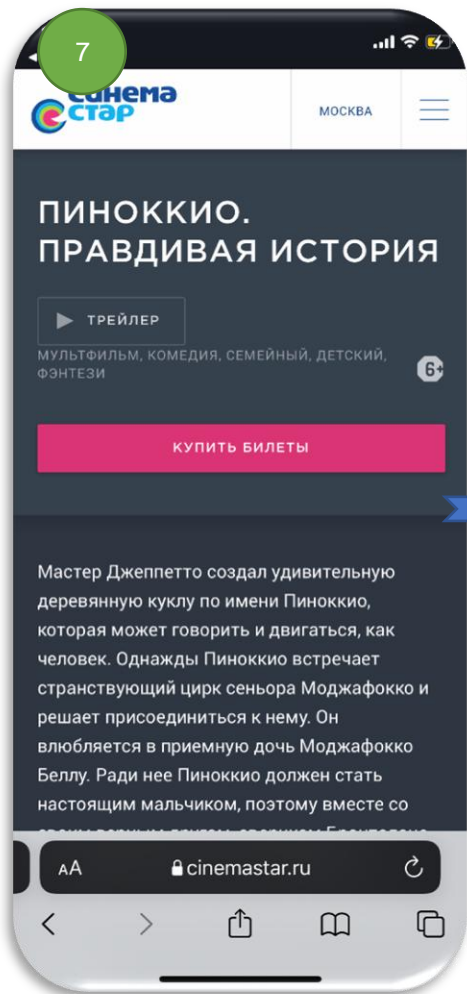 7
синема
стар
МОСКВА
ПИНОККИО.
ПРАВДИВАЯ ИСТОРИЯ
ТРЕЙЛЕР
МУЛЬТФИЛЬМ, КОМЕДИЯ, СЕМЕЙНЫЙ, ДЕТСКИЙ,
ФЭНТЕЗИ
6+
КУПИТЬ БИЛЕТЫ
Мастер Джеппетто создал удивительную
деревянную куклу по имени Пиноккио,
которая может говорить и двигаться, как
человек. Однажды Пиноккио встречает
странствующий цирк сеньора Моджафокко и
решает присоединиться к нему. Он
влюбляется в приемную дочь Моджафокко
Беллу. Ради нее Пиноккио должен стать
настоящим мальчиком, поэтому вместе со
AA
cinemastar.ru